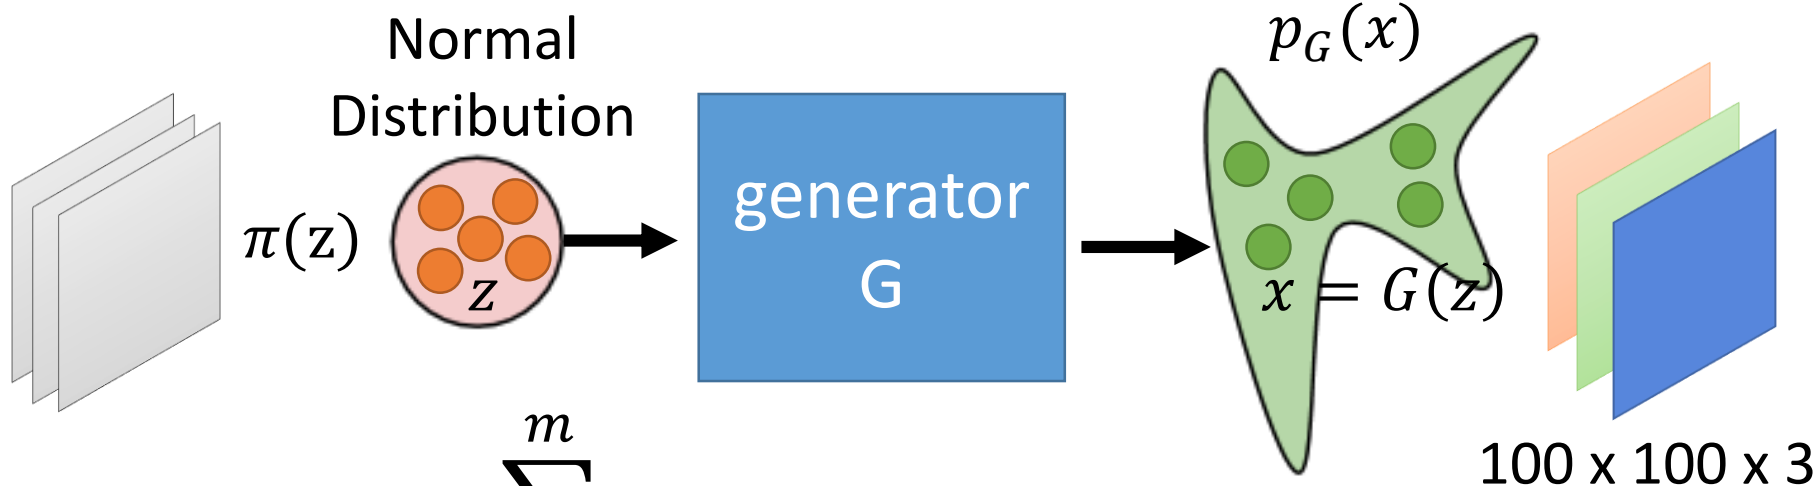 Normal
Distribution
π(z)
z
generator
G
p_G(x)
x = G(z)
100 x 100 x 3
m
∑